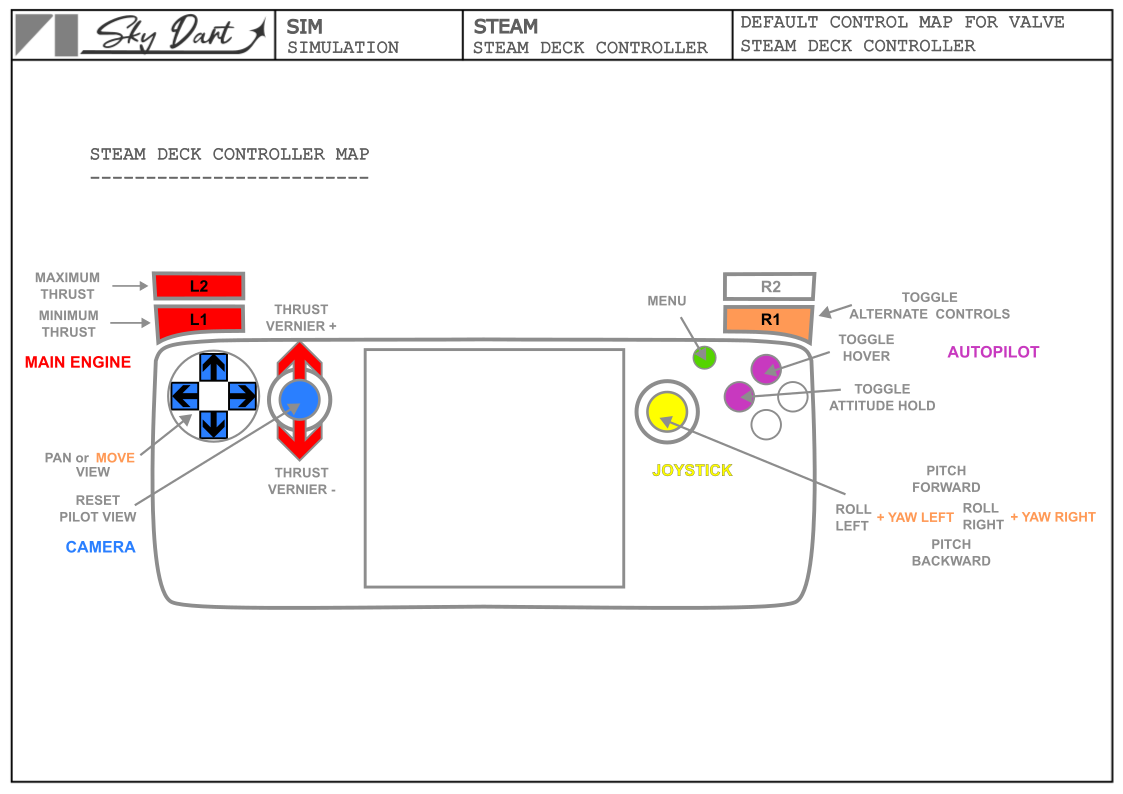 Sky Dart
SIM
SIMULATION
STEAM
STEAM DECK CONTROLLER
DEFAULT CONTROL MAP FOR VALVE
STEAM DECK CONTROLLER
STEAM DECK CONTROLLER MAP
-------------------------
MAXIMUM
THRUST
L2
MINIMUM
THRUST
L1
MAIN ENGINE
THRUST
VERNIER +
THRUST
VERNIER -
PAN or MOVE
VIEW
RESET
PILOT VIEW
CAMERA
MENU
R2
R1
TOGGLE
ALTERNATE CONTROLS
TOGGLE
HOVER
AUTOPILOT
TOGGLE
ATTITUDE HOLD
JOYSTICK
PITCH
FORWARD
ROLL
LEFT
+ YAW LEFT
ROLL
RIGHT
+ YAW RIGHT
PITCH
BACKWARD